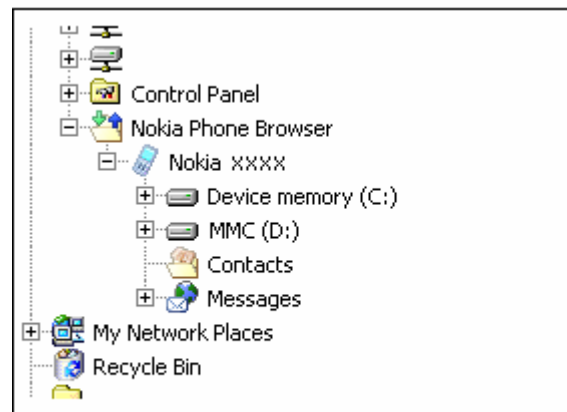 Control Panel
Nokia Phone Browser
Nokia xxxx
Device memory (C:)
MMC (D:)
Contacts
Messages
My Network Places
Recycle Bin